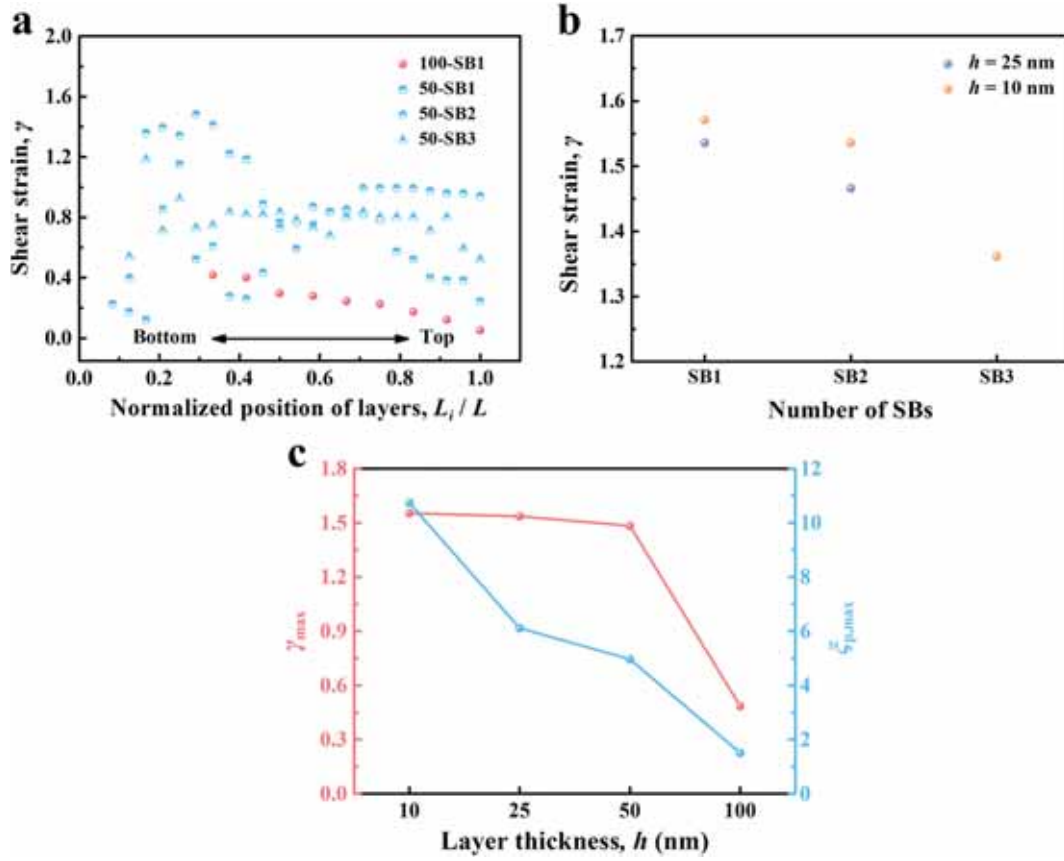 a
100-SB1
50-SB1
50-SB2
50-SB3
2.0
1.6
1.2
0.8
0.4
0.0
Shear strain, γ
Bottom
Top
0.0 0.2 0.4 0.6 0.8 1.0
Normalized position of layers, Li / L
b
h = 25 nm
h = 10 nm
1.7
1.6
1.5
1.4
1.3
1.2
Shear strain, γ
SB1 SB2 SB3
Number of SBs
c
1.8
1.5
1.2
0.9
0.6
0.3
0.0
γmax
12
10
8
6
4
2
0
10 25 50 100
Layer thickness, h (nm)